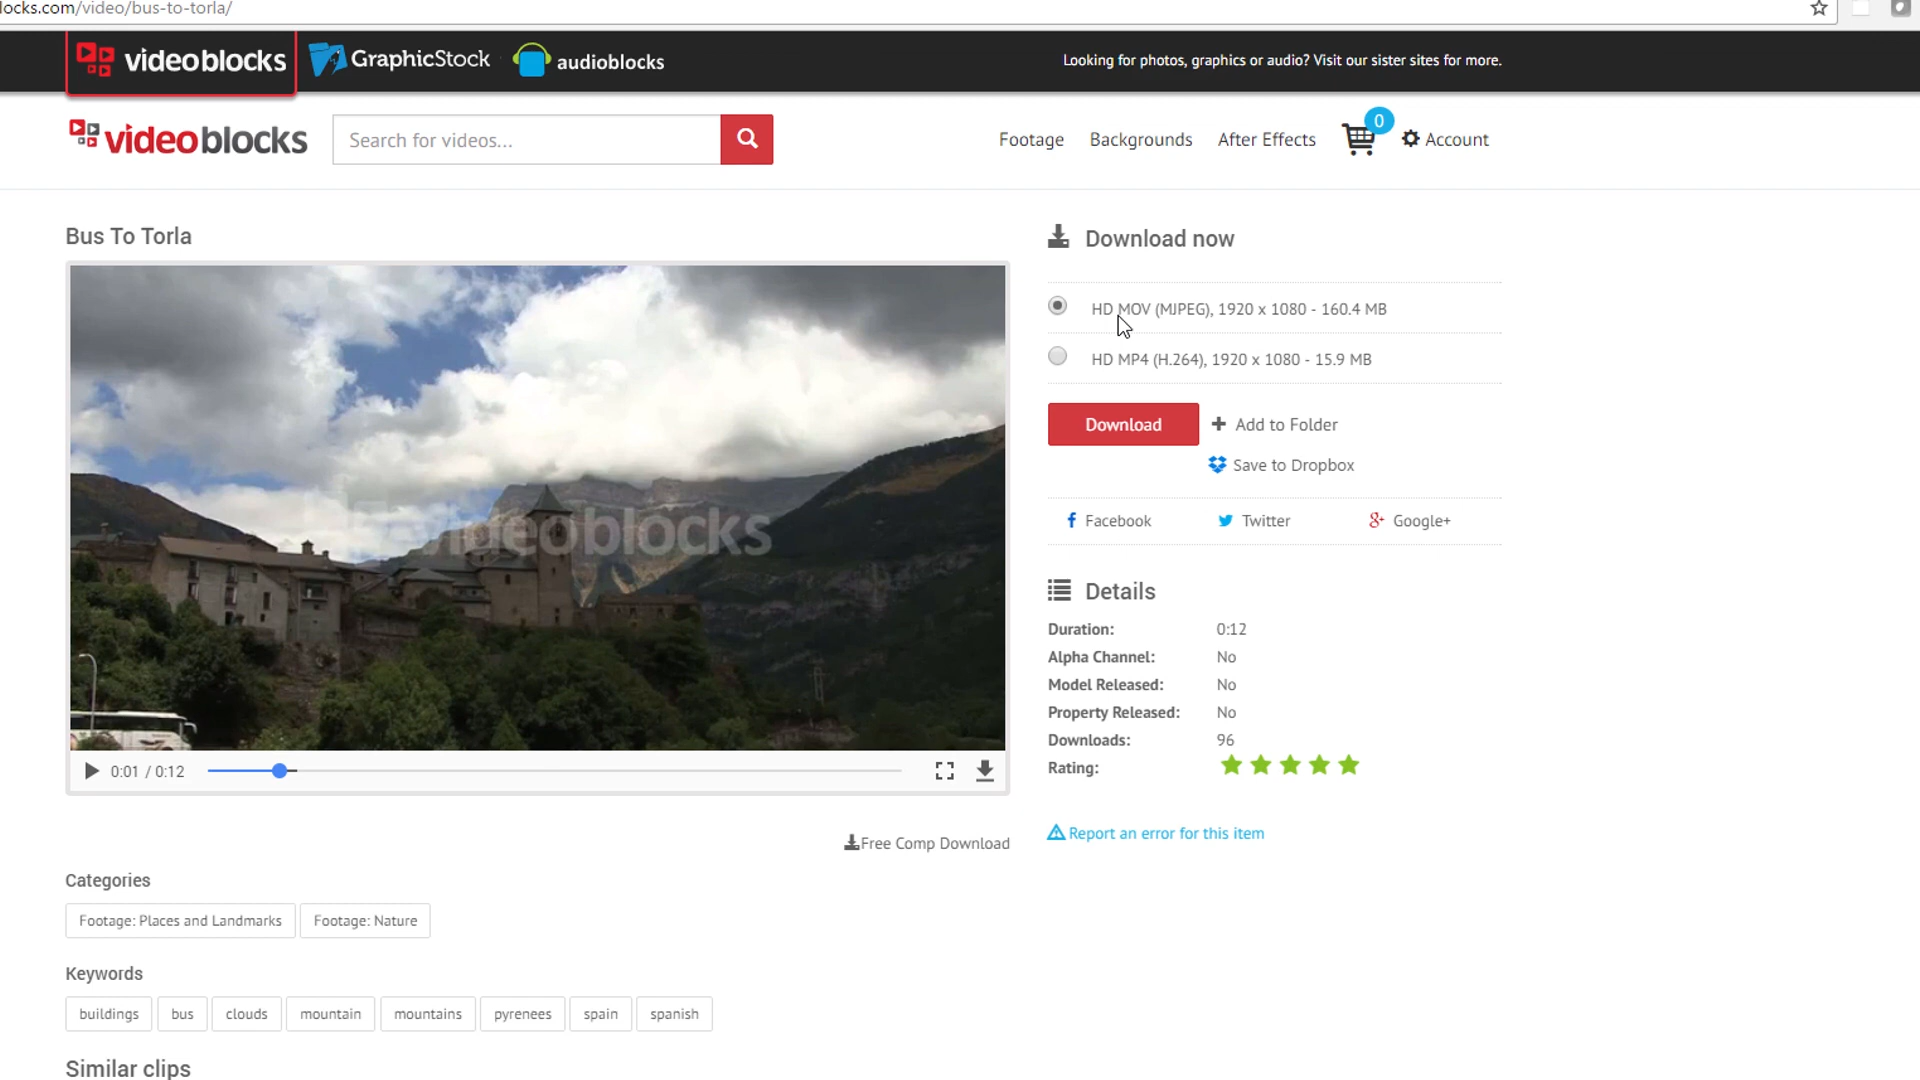 locks.com/video/bus-to-torla/
videoblocks GraphicStock audioblocks Looking for photos, graphics or audio? Visit our sister sites for more.
videoblocks Search for videos... Footage Backgrounds After Effects 0 Account
Bus To Torla
videoblocks
0:01 / 0:12
Free Comp Download
Categories
Footage: Places and Landmarks Footage: Nature
Keywords
buildings bus clouds mountain mountains pyrenees spain spanish
Similar clips
Download now
HD MOV (MJPEG), 1920 x 1080 - 160.4 MB
HD MP4 (H.264), 1920 x 1080 - 15.9 MB
Download + Add to Folder
Save to Dropbox
Facebook Twitter Google+
Details
Duration: 0:12
Alpha Channel: No
Model Released: No
Property Released: No
Downloads: 96
Rating:
Report an error for this item